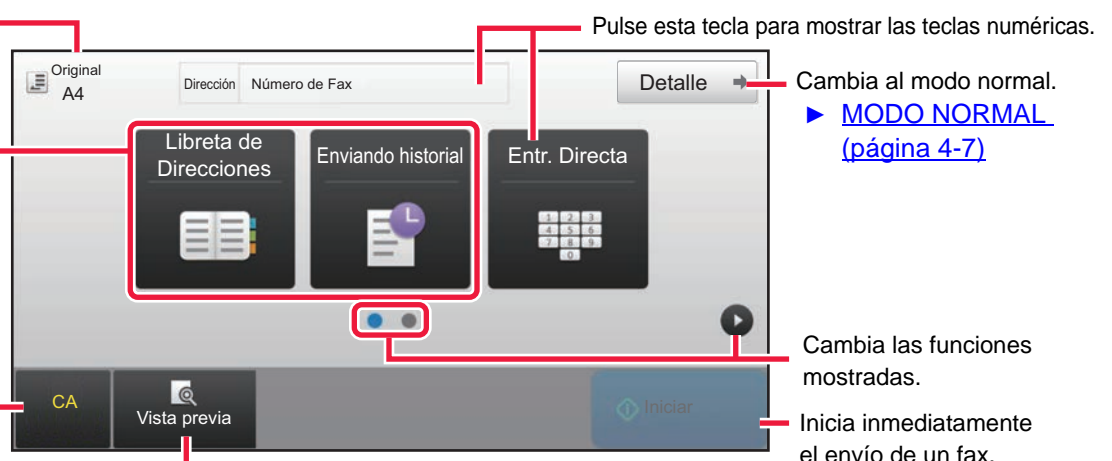 Pulse esta tecla para mostrar las teclas numéricas.
Original
A4
Dirección
Número de Fax
Detalle
Cambia al modo normal.
► MODO NORMAL
(página 4-7)
Libreta de
Direcciones
Enviando historial
Entr. Directa
1 2 3
4 5 6
7 8 9
0
Cambia las funciones
mostradas.
CA
Vista previa
Iniciar
Inicia inmediatamente
el envío de un fax.